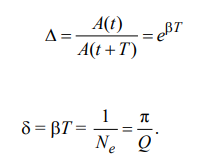 Δ = A(t) / A(t + T) = e^{βT}
δ = βT = 1 / N_e = π / Q.